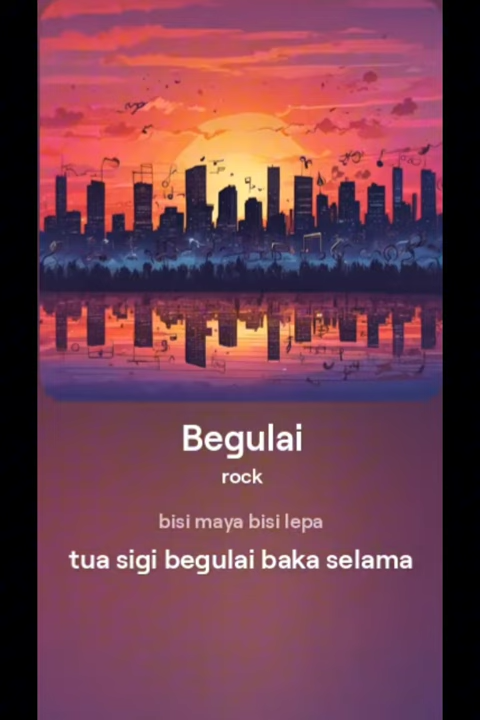 Begulai
rock
bisi maya bisi lepa
tua sigi begulai baka selama